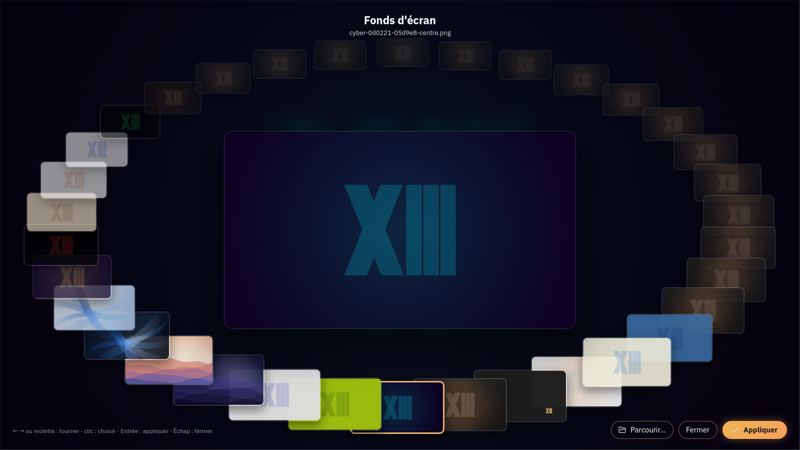 Fonds d'écran
cyber-0d0221-05d9e8-centre.png
XIII
←→ ou molette : tourner · clic : choisir · Entrée : appliquer · Échap : fermer
Parcourir...
Fermer
Appliquer